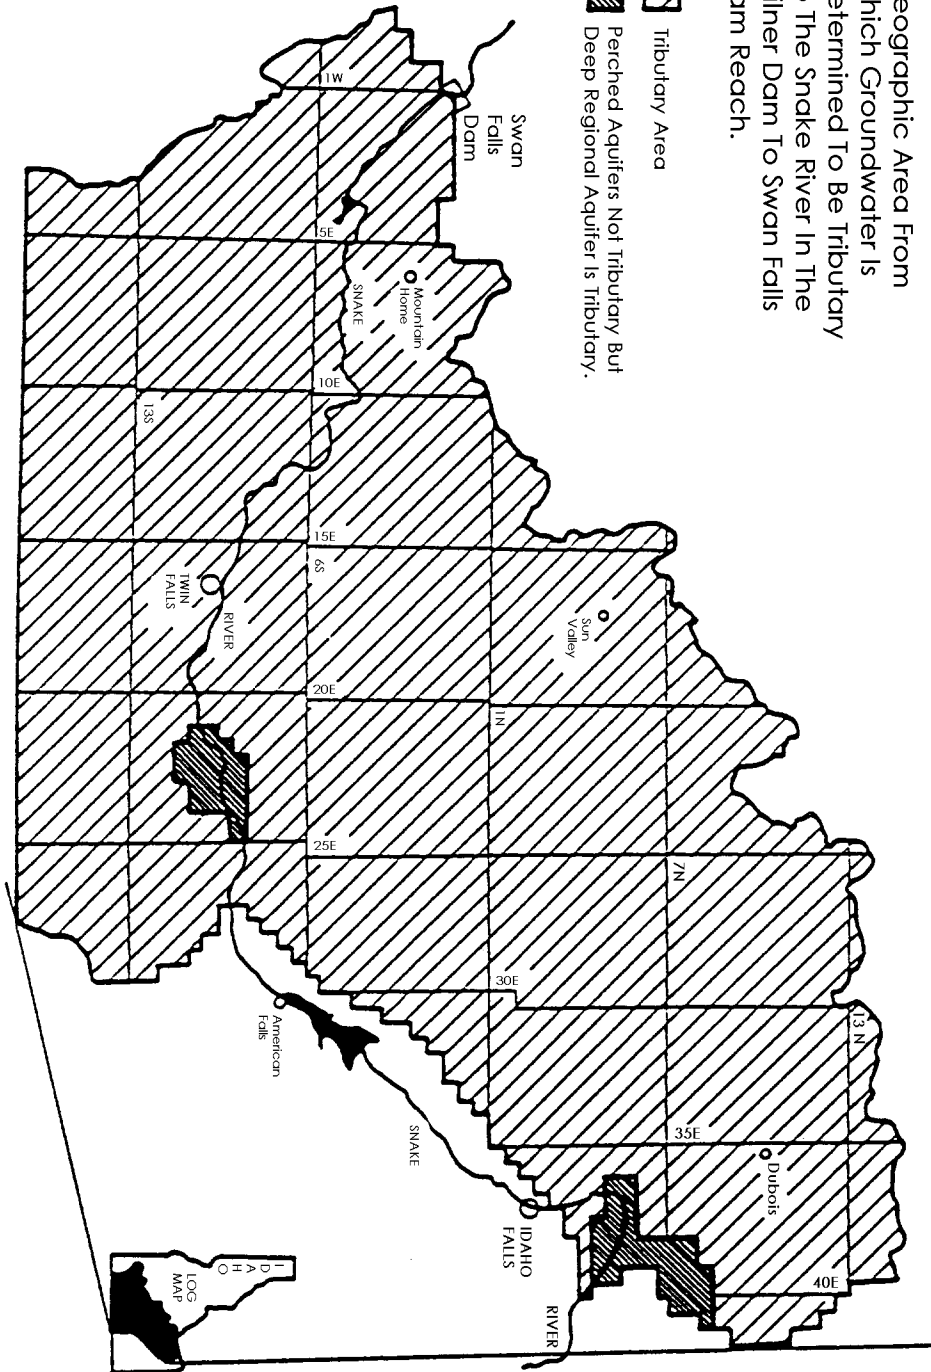 eographic Area From
hich Groundwater Is
etermined To Be Tributary
The Snake River In The
ilner Dam To Swan Falls
am Reach.
Tributary Area
Perched Aquifers Not Tributary But
Deep Regional Aquifer Is Tributary.
Swan
Falls
Dam
1W
5E
Mountain
Home
SNAKE
10E
13S
15E
6S
TWIN
FALLS
RIVER
Sun
Valley
20E
1N
25E
7N
30E
13 N
American
Falls
SNAKE
35E
Dubois
IDAHO
FALLS
40E
RIVER
IDAHO
LOG
MAP